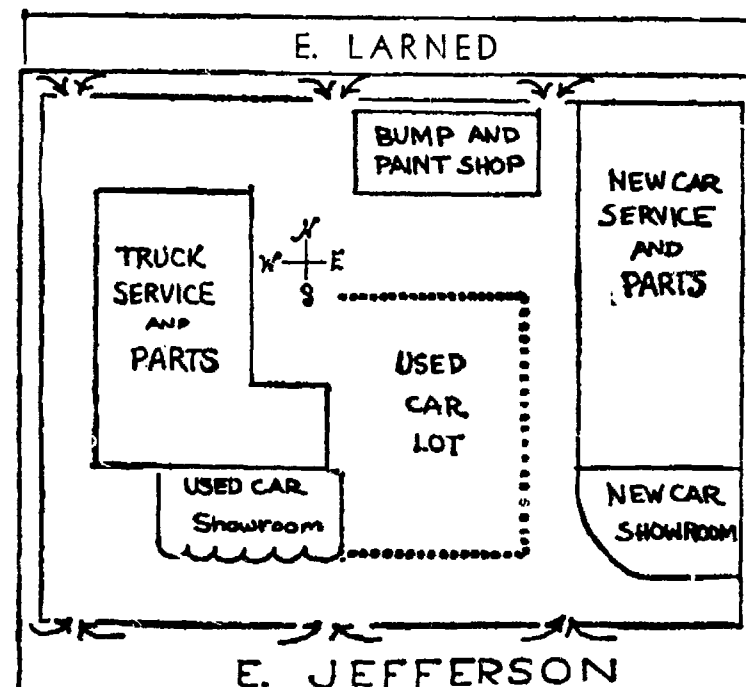 E. LARNED
BUMP AND
PAINT SHOP
NEW CAR
SERVICE
AND
PARTS
TRUCK
SERVICE
AND
PARTS
N
W E
S
USED
CAR
LOT
USED CAR
Showroom
NEW CAR
SHOWROOM
E. JEFFERSON